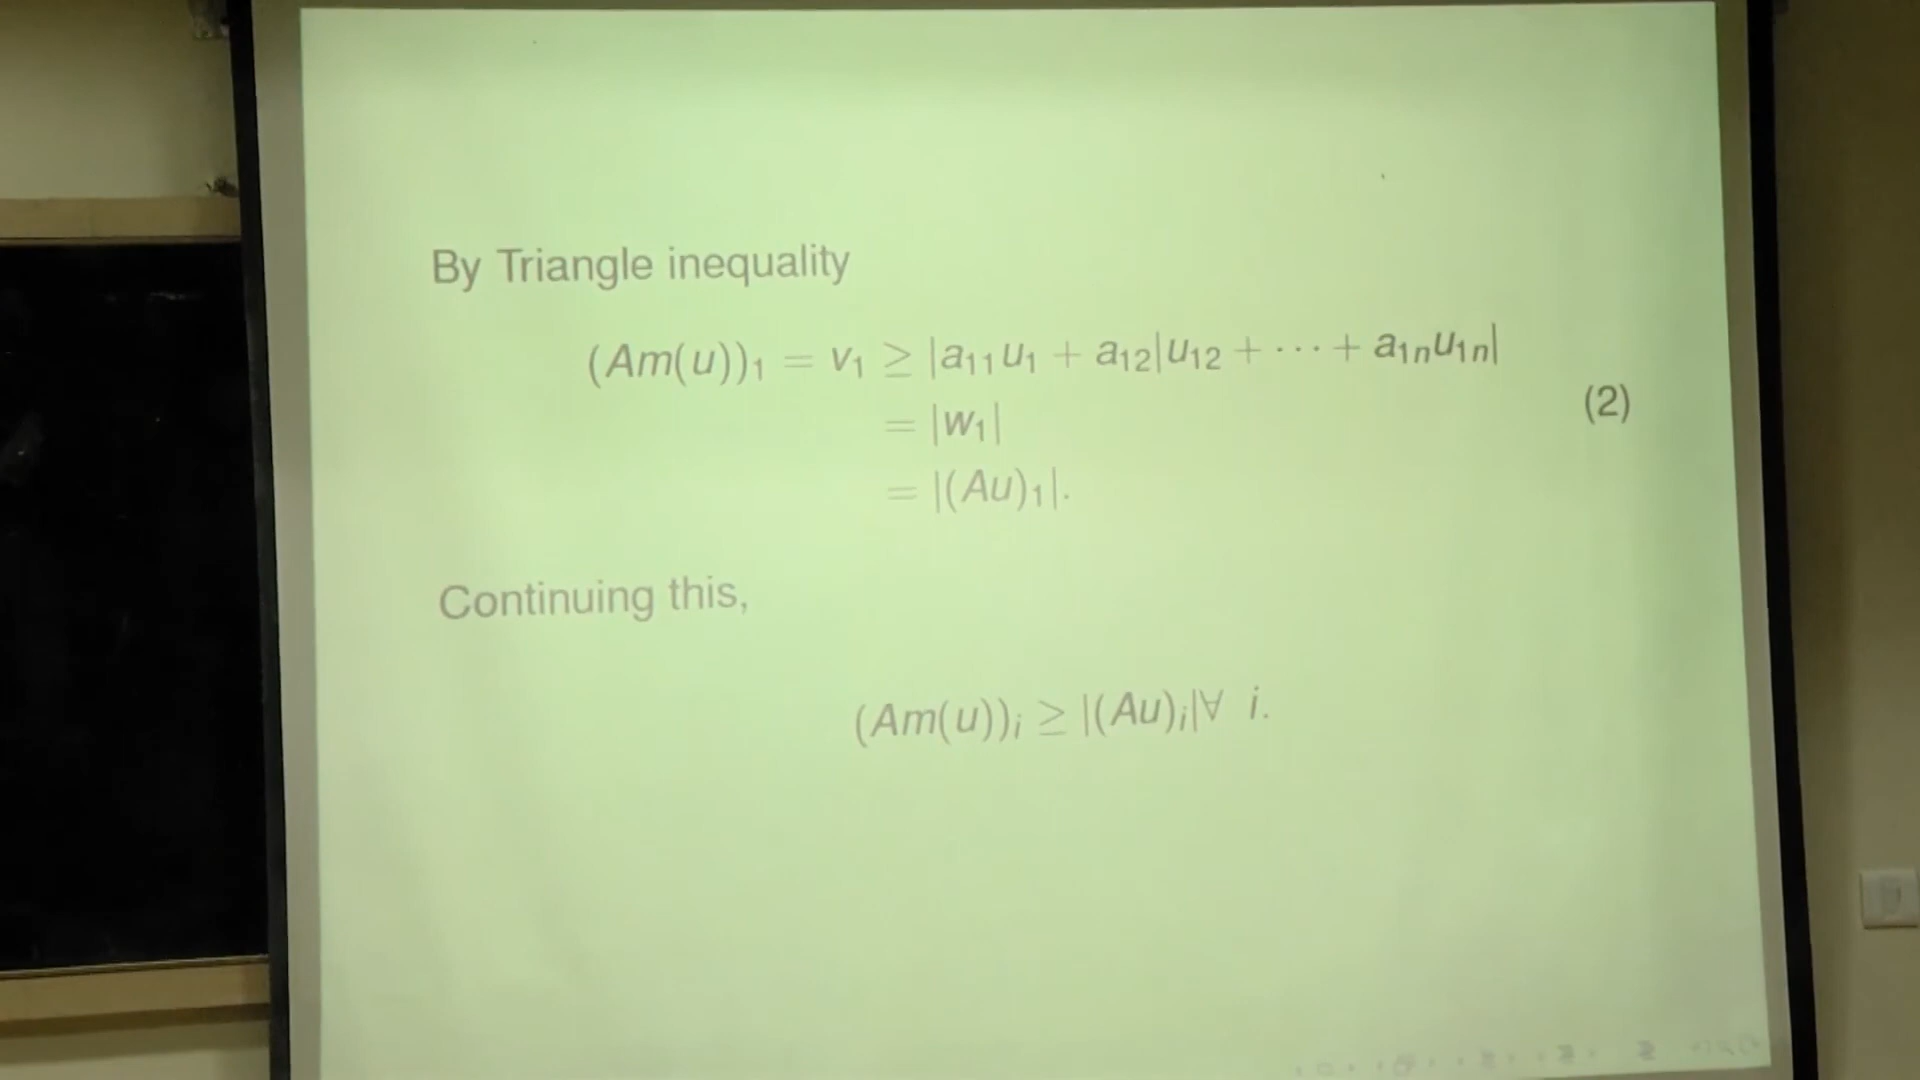 By Triangle inequality
(Am(u))₁ = v₁ ≥ |a₁₁u₁ + a₁₂|u₁₂ + ··· + a₁ₙu₁ₙ|
(2)
= |w₁|
= |(Au)₁|.
Continuing this,
(Am(u))ᵢ ≥ |(Au)ᵢ|∀ i.